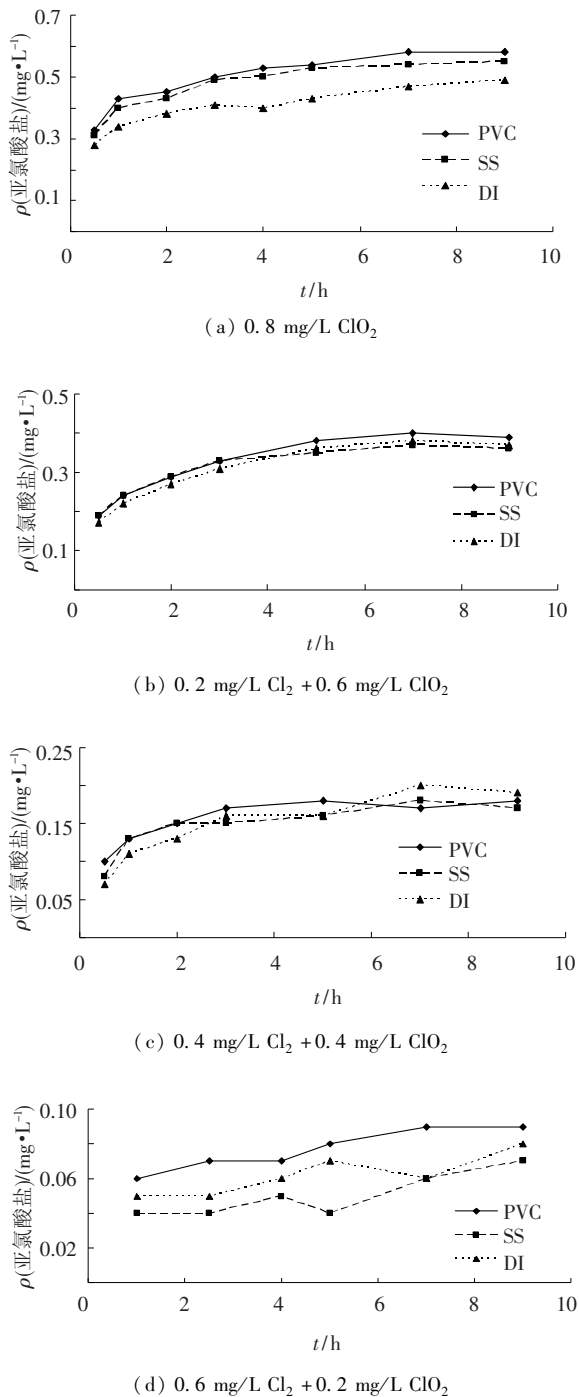 0.7
0.5
0.3
0.1
ρ(亚氯酸盐)/(mg•L⁻¹)
PVC
SS
DI
0 2 4 6 8 10
t/h
(a) 0.8 mg/L ClO₂
0.5
0.3
0.1
ρ(亚氯酸盐)/(mg•L⁻¹)
PVC
SS
DI
0 2 4 6 8 10
t/h
(b) 0.2 mg/L Cl₂ +0.6 mg/L ClO₂
0.25
0.15
0.05
ρ(亚氯酸盐)/(mg•L⁻¹)
PVC
SS
DI
0 2 4 6 8 10
t/h
(c) 0.4 mg/L Cl₂ +0.4 mg/L ClO₂
0.10
0.06
0.02
ρ(亚氯酸盐)/(mg•L⁻¹)
PVC
SS
DI
0 2 4 6 8 10
t/h
(d) 0.6 mg/L Cl₂ +0.2 mg/L ClO₂